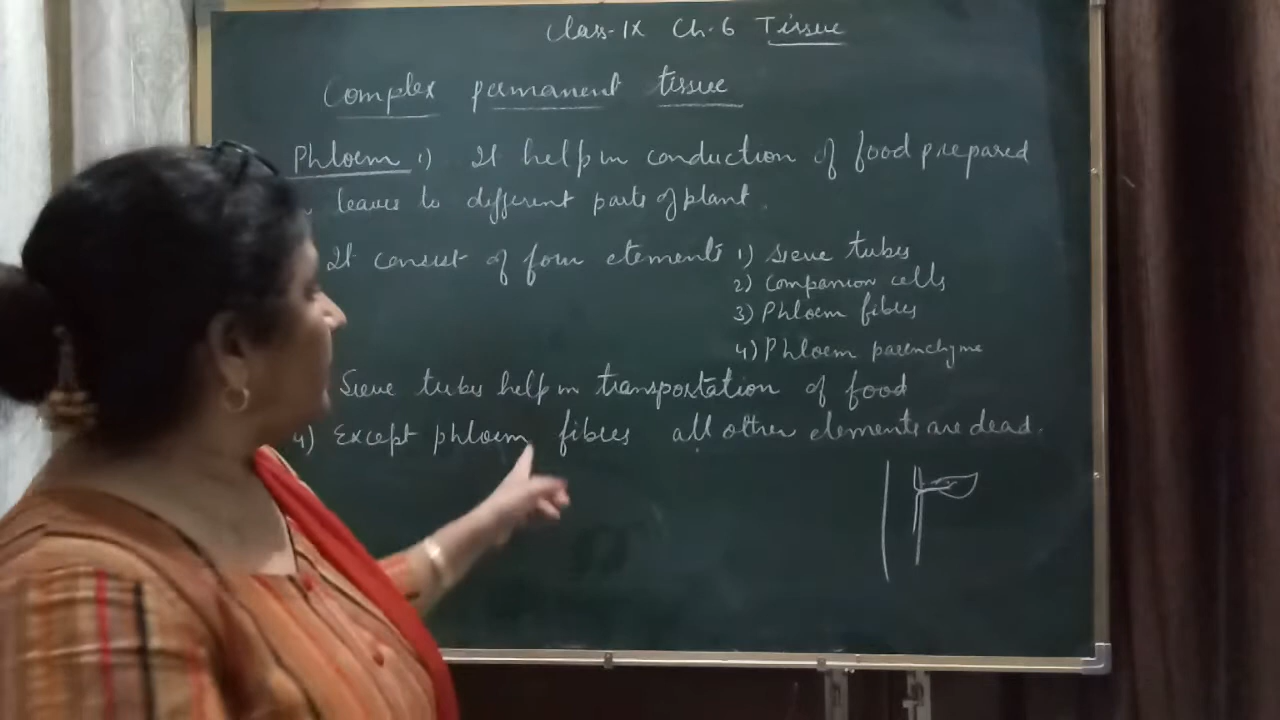 Class-IX Ch.6 Tissue
Complex permanent tissue
Phloem 1) It help in conduction of food prepared
leaves to different parts of plant.
It consist of four elements 1) Sieve tubes
2) Companion cells
3) Phloem fibres
4) Phloem parenchyma
Sieve tubes help in transportation of food
4) Except phloem fibres all other elements are dead.